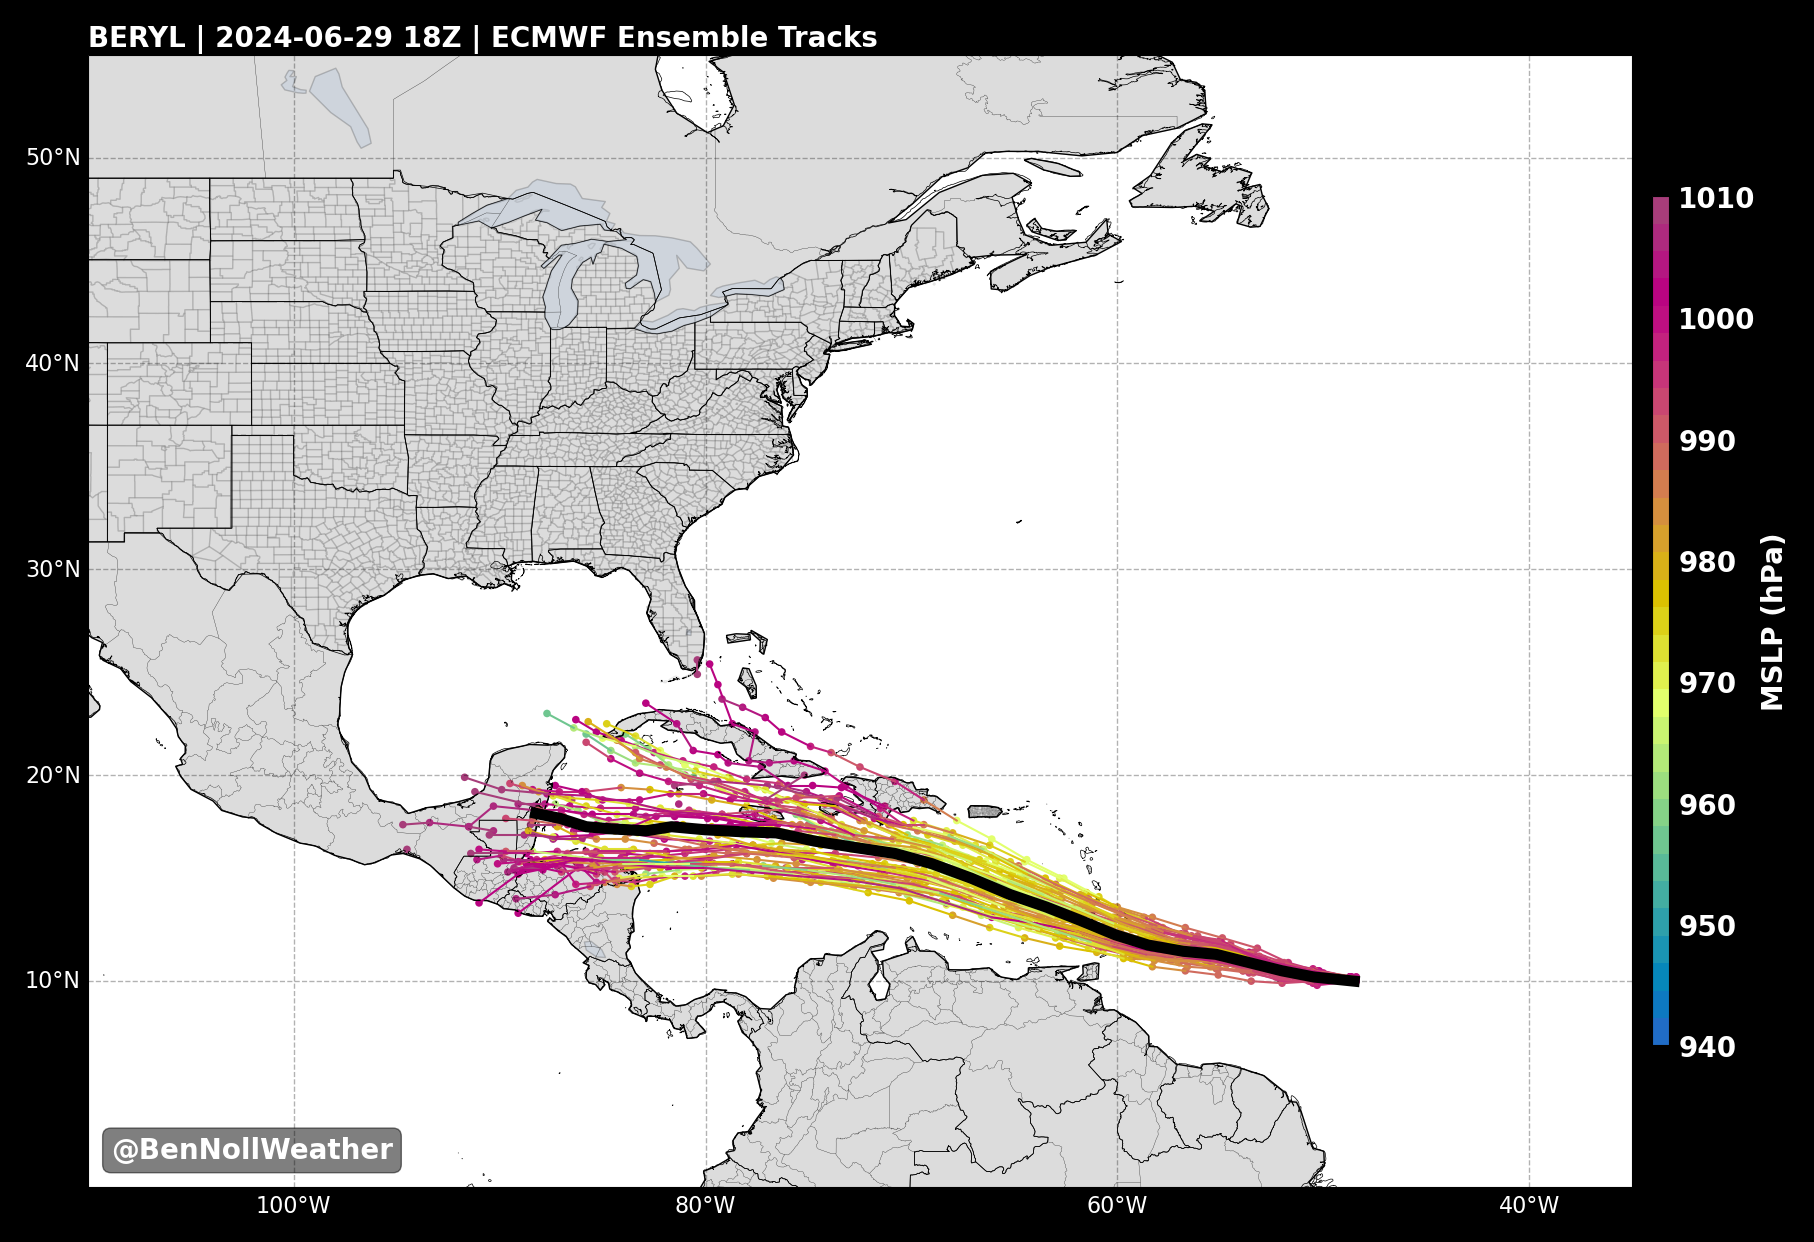 BERYL | 2024-06-29 18Z | ECMWF Ensemble Tracks
50°N
40°N
30°N
20°N
10°N
100°W
80°W
60°W
40°W
1010
1000
990
980
970
960
950
940
MSLP (hPa)
@BenNollWeather